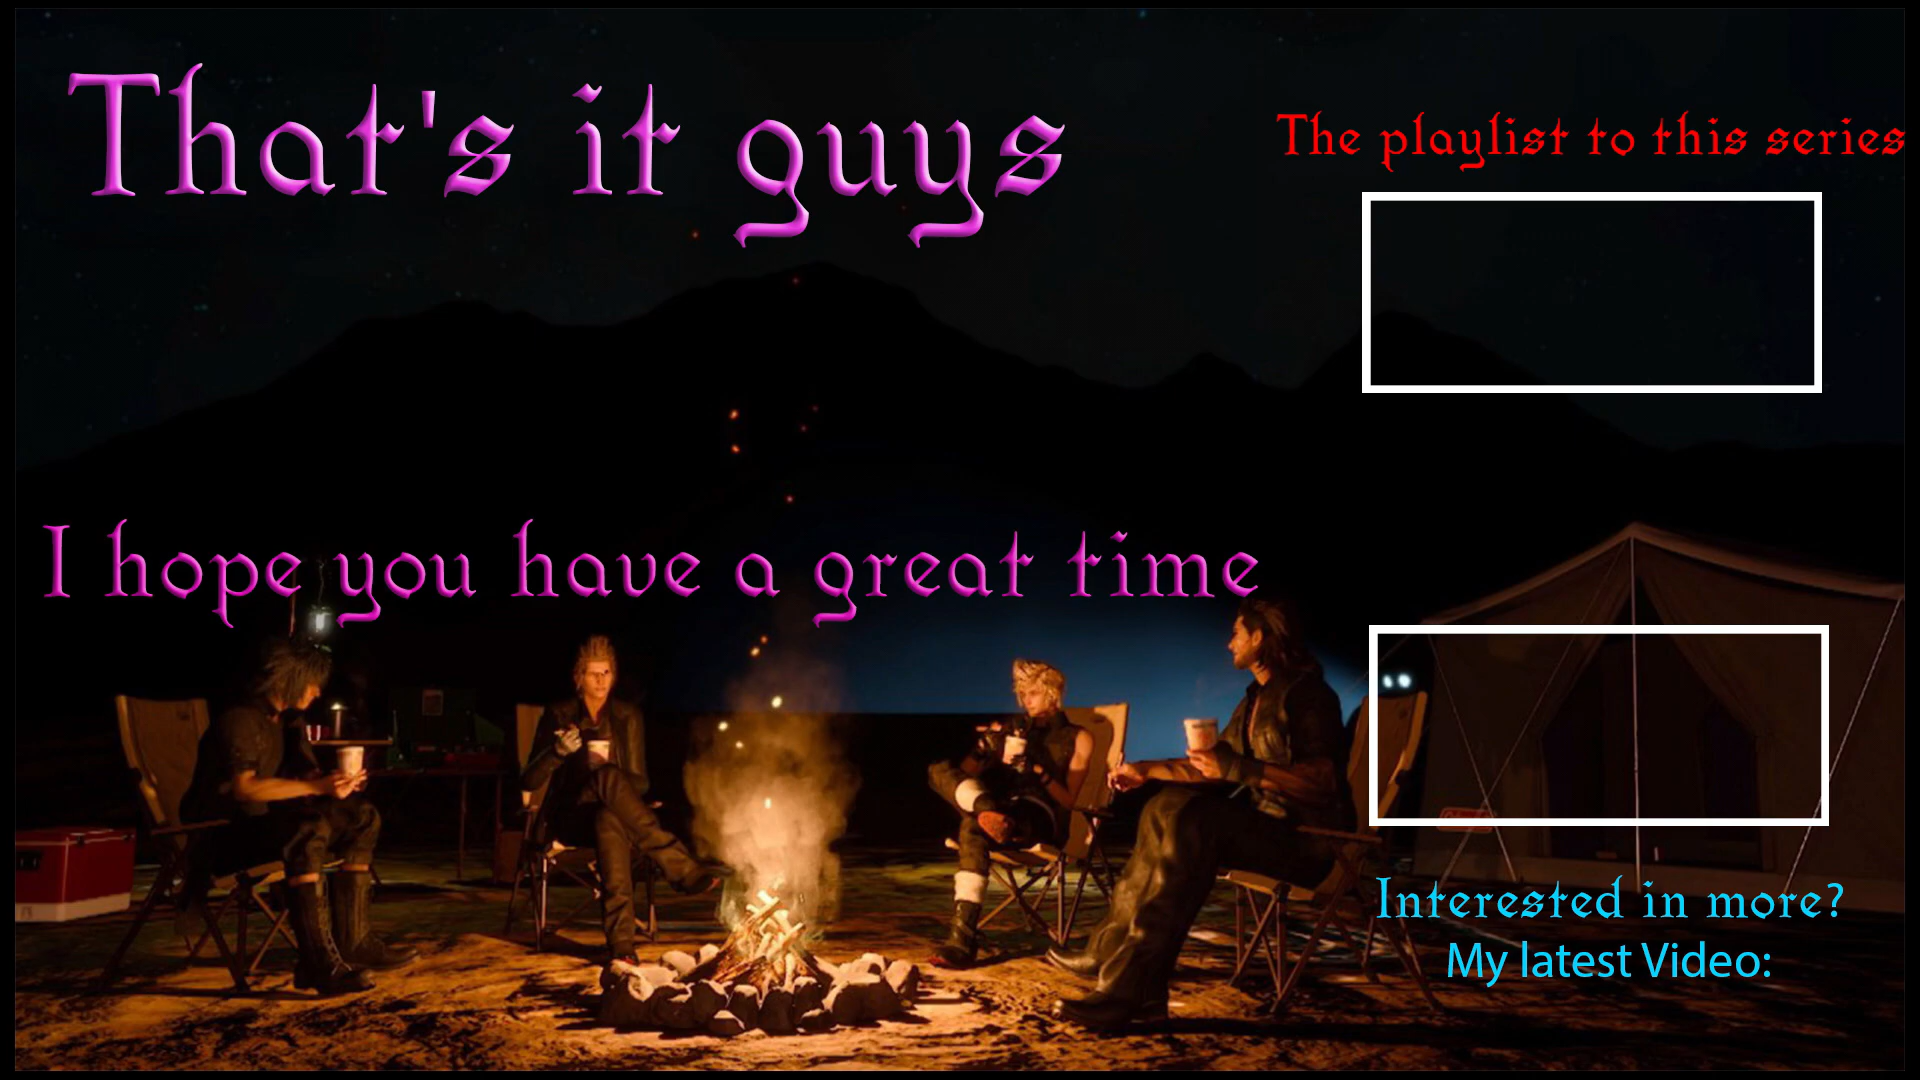 That's it guys
The playlist to this series
I hope you have a great time
Interested in more?
My latest Video: